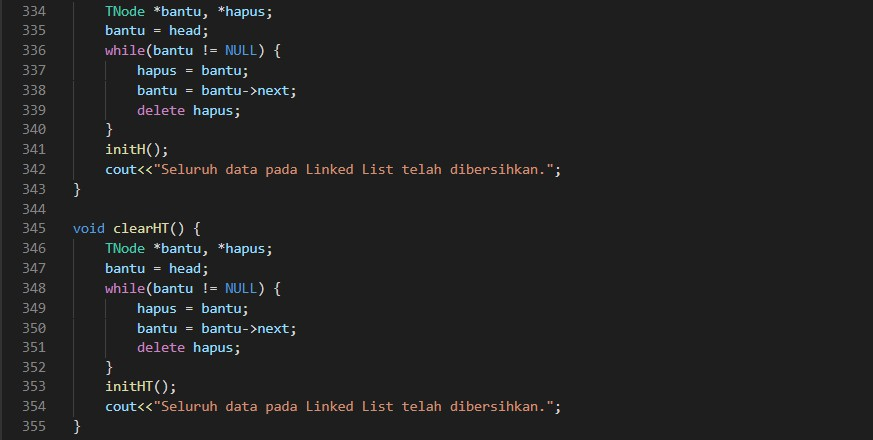 334 TNode *bantu, *hapus;
335 bantu = head;
336 while(bantu != NULL) {
337 hapus = bantu;
338 bantu = bantu->next;
339 delete hapus;
340 }
341 initH();
342 cout<<"Seluruh data pada Linked List telah dibersihkan.";
343 }
344
345 void clearHT() {
346 TNode *bantu, *hapus;
347 bantu = head;
348 while(bantu != NULL) {
349 hapus = bantu;
350 bantu = bantu->next;
351 delete hapus;
352 }
353 initHT();
354 cout<<"Seluruh data pada Linked List telah dibersihkan.";
355 }